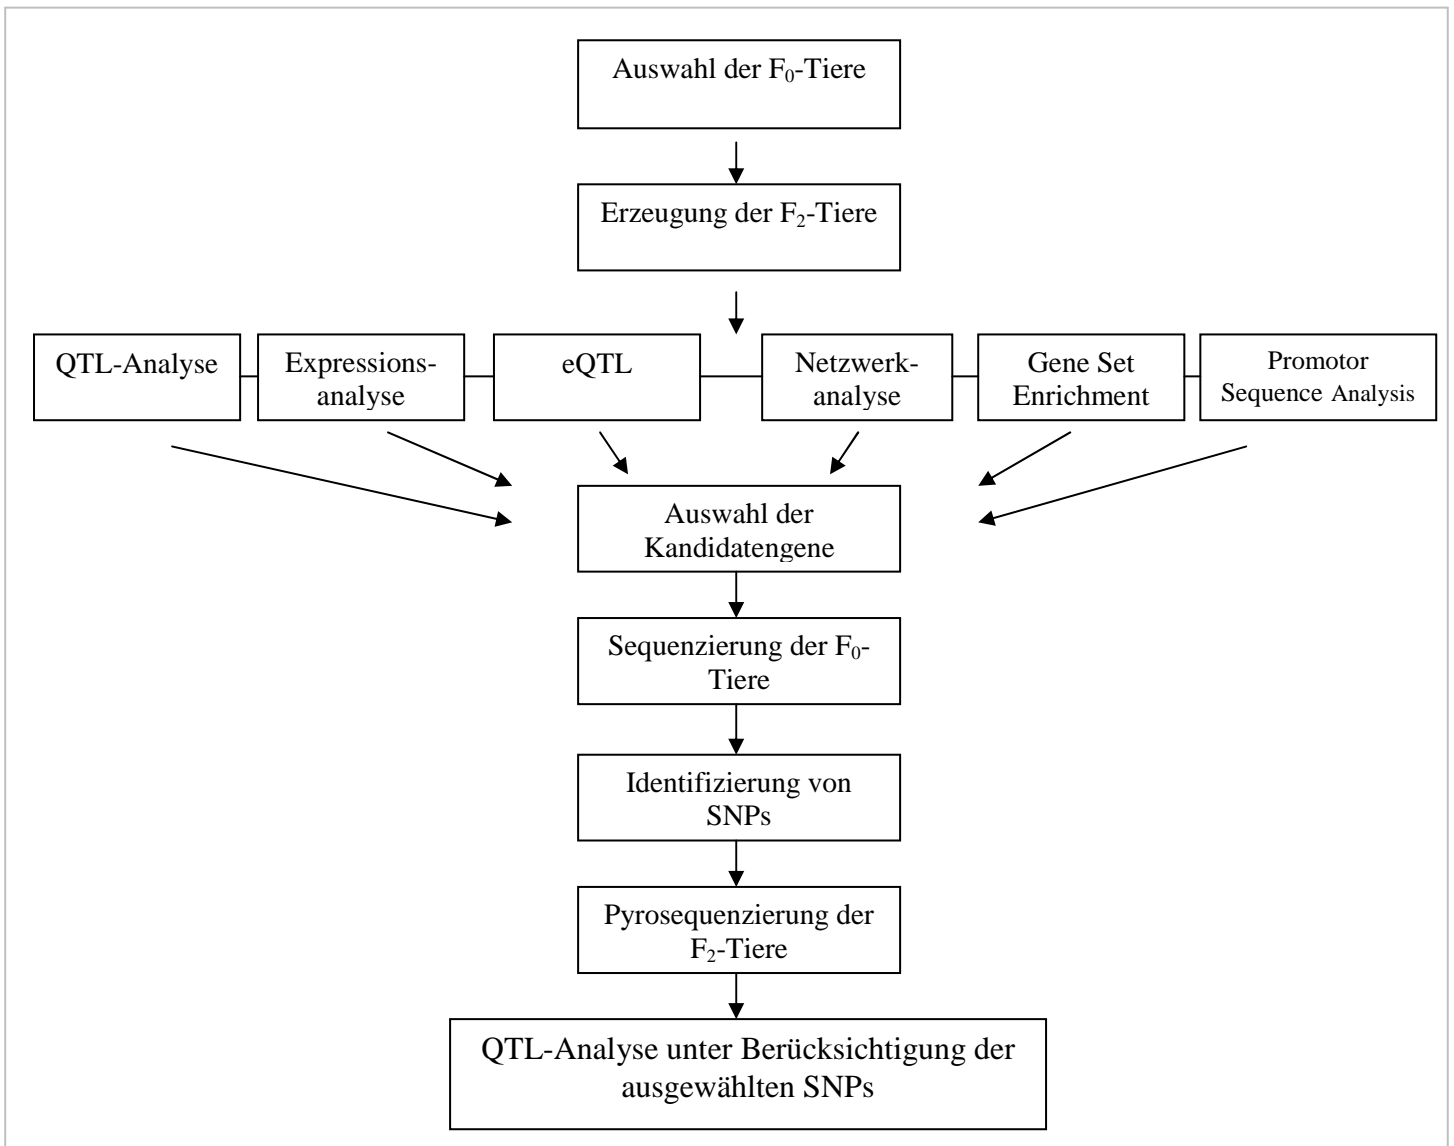 Auswahl der F₀-Tiere
Erzeugung der F₂-Tiere
QTL-Analyse
Expressions-
analyse
eQTL
Netzwerk-
analyse
Gene Set
Enrichment
Promotor
Sequence Analysis
Auswahl der
Kandidatengene
Sequenzierung der F₀-
Tiere
Identifizierung von
SNPs
Pyrosequenzierung der
F₂-Tiere
QTL-Analyse unter Berücksichtigung der
ausgewählten SNPs